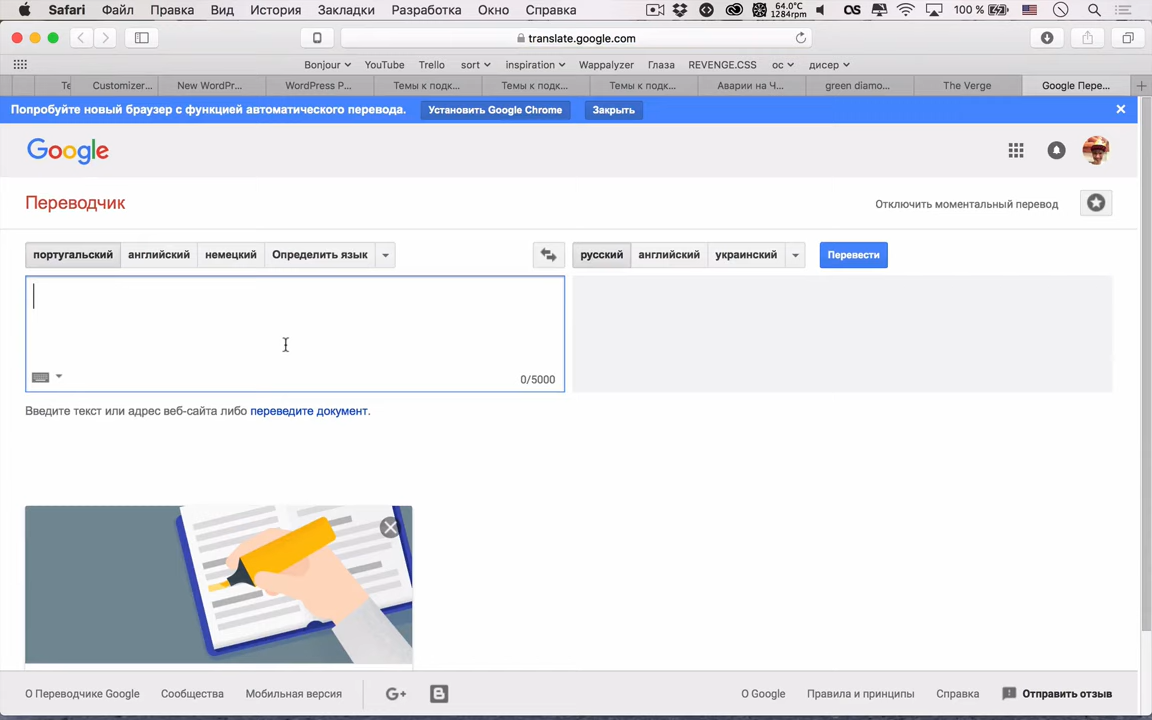 Safari Файл Правка Вид История Закладки Разработка Окно Справка 64.0°C 1284rpm 100 %
translate.google.com
Bonjour YouTube Trello sort inspiration Wappalyzer Глаза REVENGE.CSS ос дисер
Te Customizer... New WordPr... WordPress P... Темы к подк... Темы к подк... Темы к подк... Аварии на Ч... green diamo... The Verge Google Пере...
Попробуйте новый браузер с функцией автоматического перевода. Установить Google Chrome Закрыть
Google
Переводчик Отключить моментальный перевод
португальский английский немецкий Определить язык русский английский украинский Перевести
0/5000
Введите текст или адрес веб-сайта либо переведите документ.
О Переводчике Google Сообщества Мобильная версия G+ B О Google Правила и принципы Справка Отправить отзыв